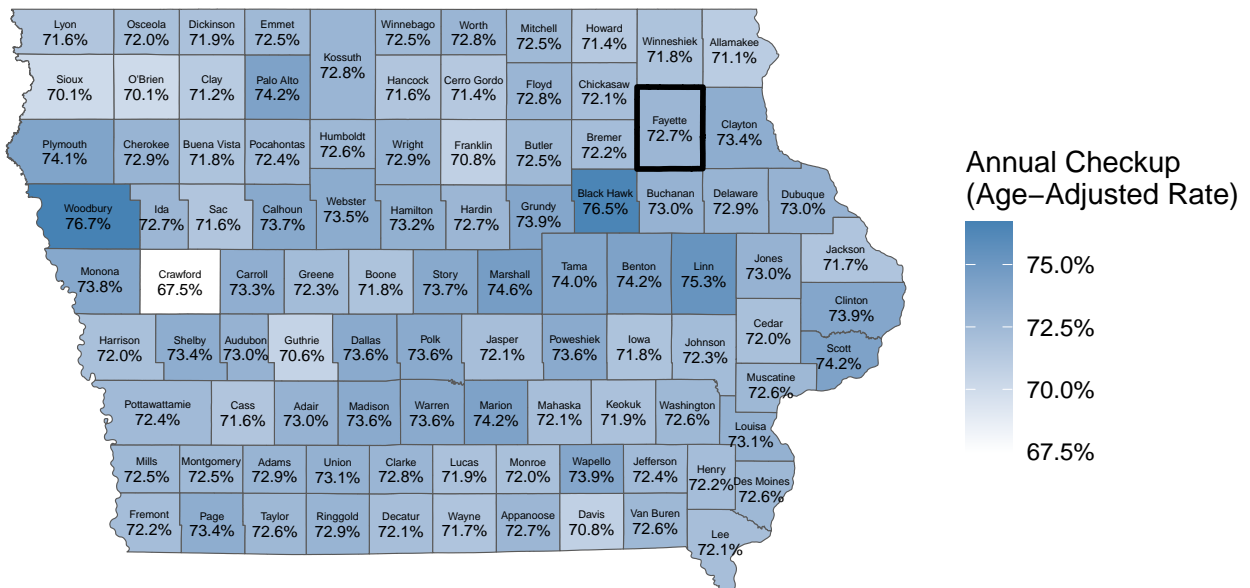 Lyon
71.6%
Osceola
72.0%
Dickinson
71.9%
Emmet
72.5%
Kossuth
72.8%
Winnebago
72.5%
Worth
72.8%
Mitchell
72.5%
Howard
71.4%
Winneshiek
71.8%
Allamakee
71.1%
Sioux
70.1%
O'Brien
70.1%
Clay
71.2%
Palo Alto
74.2%
Hancock
71.6%
Cerro Gordo
71.4%
Floyd
72.8%
Chickasaw
72.1%
Fayette
72.7%
Clayton
73.4%
Plymouth
74.1%
Cherokee
72.9%
Buena Vista
71.8%
Pocahontas
72.4%
Humboldt
72.6%
Wright
72.9%
Franklin
70.8%
Butler
72.5%
Bremer
72.2%
Woodbury
76.7%
Ida
72.7%
Sac
71.6%
Calhoun
73.7%
Webster
73.5%
Hamilton
73.2%
Hardin
72.7%
Grundy
73.9%
Black Hawk
76.5%
Buchanan
73.0%
Delaware
72.9%
Dubuque
73.0%
Monona
73.8%
Crawford
67.5%
Carroll
73.3%
Greene
72.3%
Boone
71.8%
Story
73.7%
Marshall
74.6%
Tama
74.0%
Benton
74.2%
Linn
75.3%
Jones
73.0%
Jackson
71.7%
Clinton
73.9%
Harrison
72.0%
Shelby
73.4%
Audubon
73.0%
Guthrie
70.6%
Dallas
73.6%
Polk
73.6%
Jasper
72.1%
Poweshiek
73.6%
Iowa
71.8%
Johnson
72.3%
Cedar
72.0%
Scott
74.2%
Muscatine
72.6%
Pottawattamie
72.4%
Cass
71.6%
Adair
73.0%
Madison
73.6%
Warren
73.6%
Marion
74.2%
Mahaska
72.1%
Keokuk
71.9%
Washington
72.6%
Louisa
73.1%
Mills
72.5%
Montgomery
72.5%
Adams
72.9%
Union
73.1%
Clarke
72.8%
Lucas
71.9%
Monroe
72.0%
Wapello
73.9%
Jefferson
72.4%
Henry
72.2%
Des Moines
72.6%
Fremont
72.2%
Page
73.4%
Taylor
72.6%
Ringgold
72.9%
Decatur
72.1%
Wayne
71.7%
Appanoose
72.7%
Davis
70.8%
Van Buren
72.6%
Lee
72.1%
Annual Checkup
(Age−Adjusted Rate)
75.0%
72.5%
70.0%
67.5%